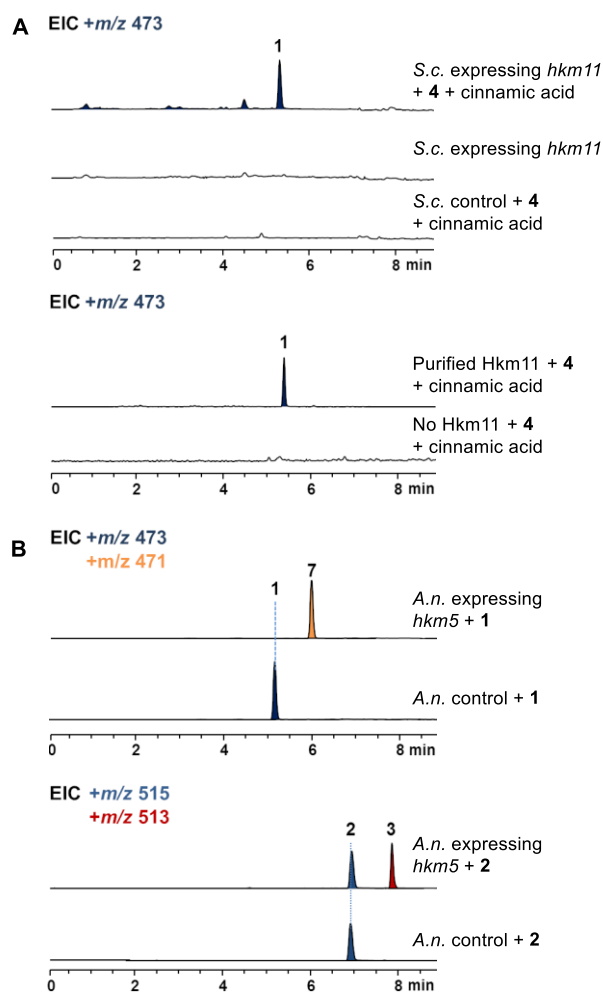 A
EIC +m/z 473
1
S.c. expressing hkm11
+ 4 + cinnamic acid
S.c. expressing hkm11
S.c. control + 4
+ cinnamic acid
0 2 4 6 8 min
EIC +m/z 473
1
Purified Hkm11 + 4
+ cinnamic acid
No Hkm11 + 4
+ cinnamic acid
0 2 4 6 8 min
B
EIC +m/z 473
+m/z 471
1 7
A.n. expressing
hkm5 + 1
A.n. control + 1
0 2 4 6 8 min
EIC +m/z 515
+m/z 513
2 3
A.n. expressing
hkm5 + 2
A.n. control + 2
0 2 4 6 8 min